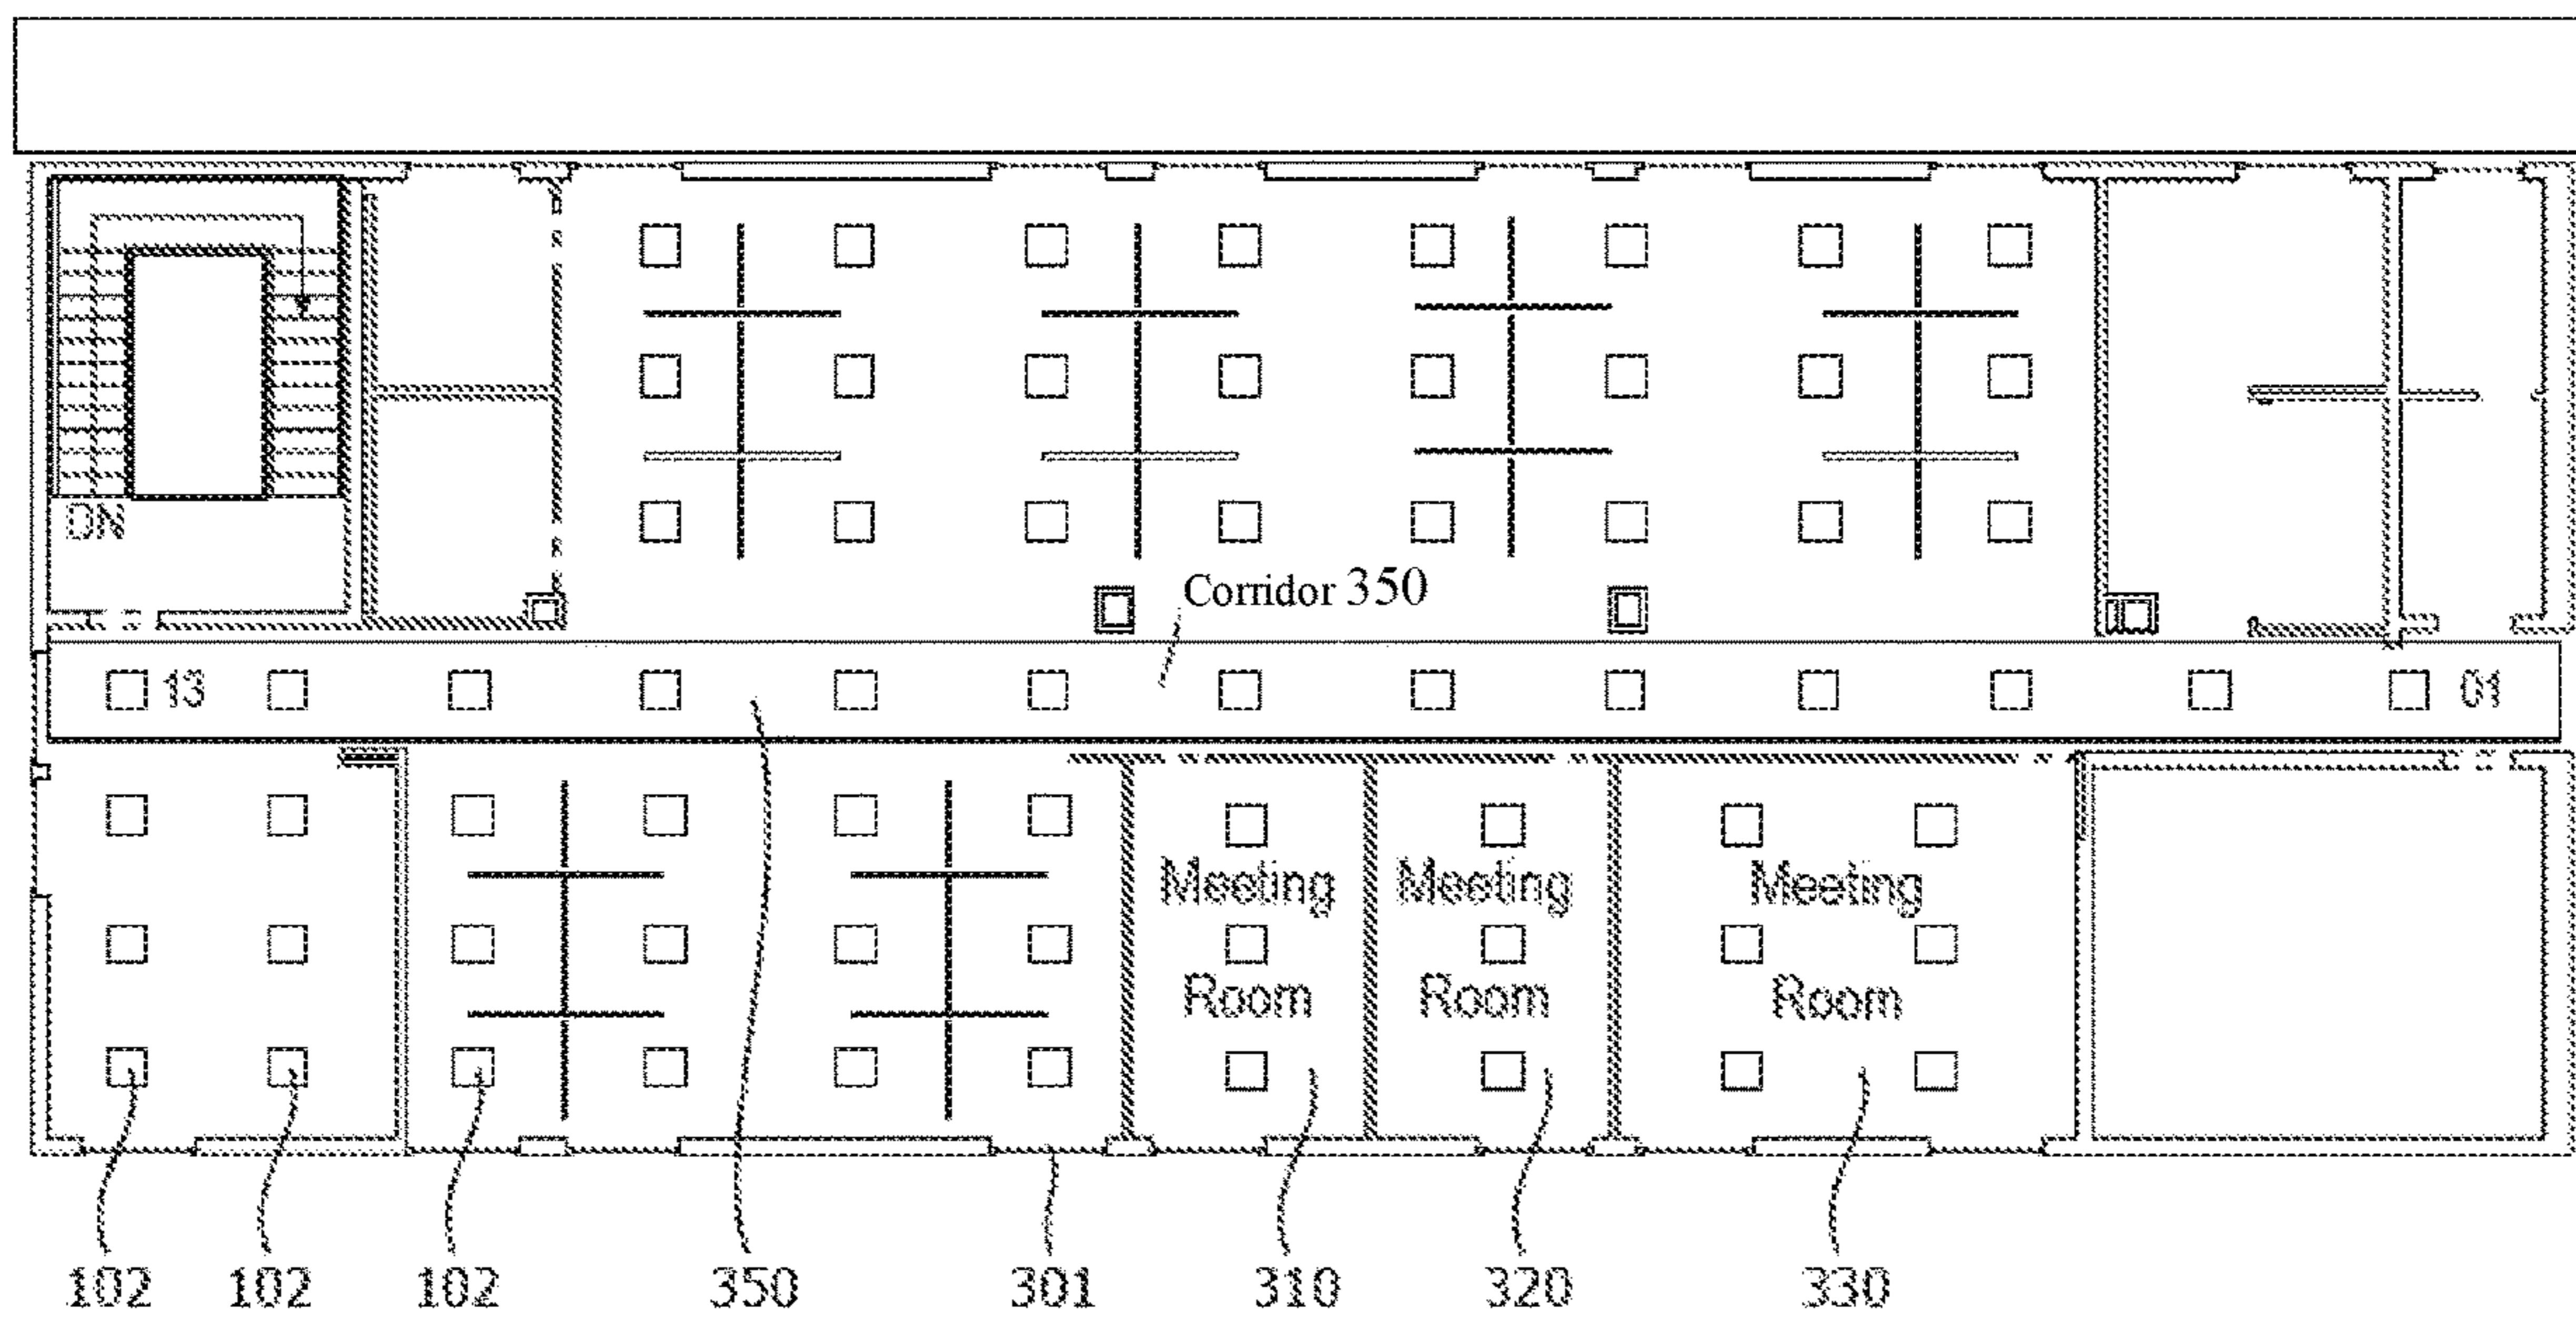 DN
Corridor 350
13
01
Meeting Meeting Meeting
Room Room Room
102 102 102 350 301 310 320 330